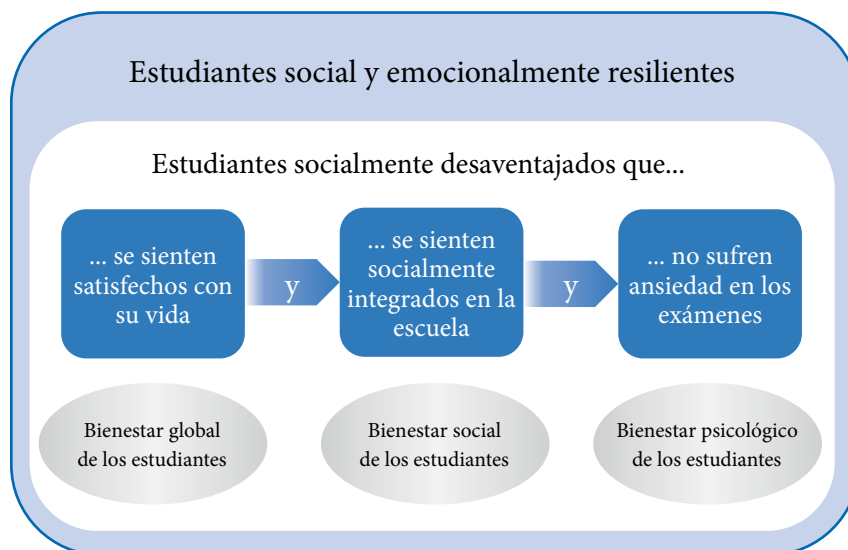 Estudiantes social y emocionalmente resilientes
Estudiantes socialmente desaventajados que...
... se sienten
satisfechos con
su vida
y
... se sienten
socialmente
integrados en la
escuela
y
... no sufren
ansiedad en los
exámenes
Bienestar global
de los estudiantes
Bienestar social
de los estudiantes
Bienestar psicológico
de los estudiantes